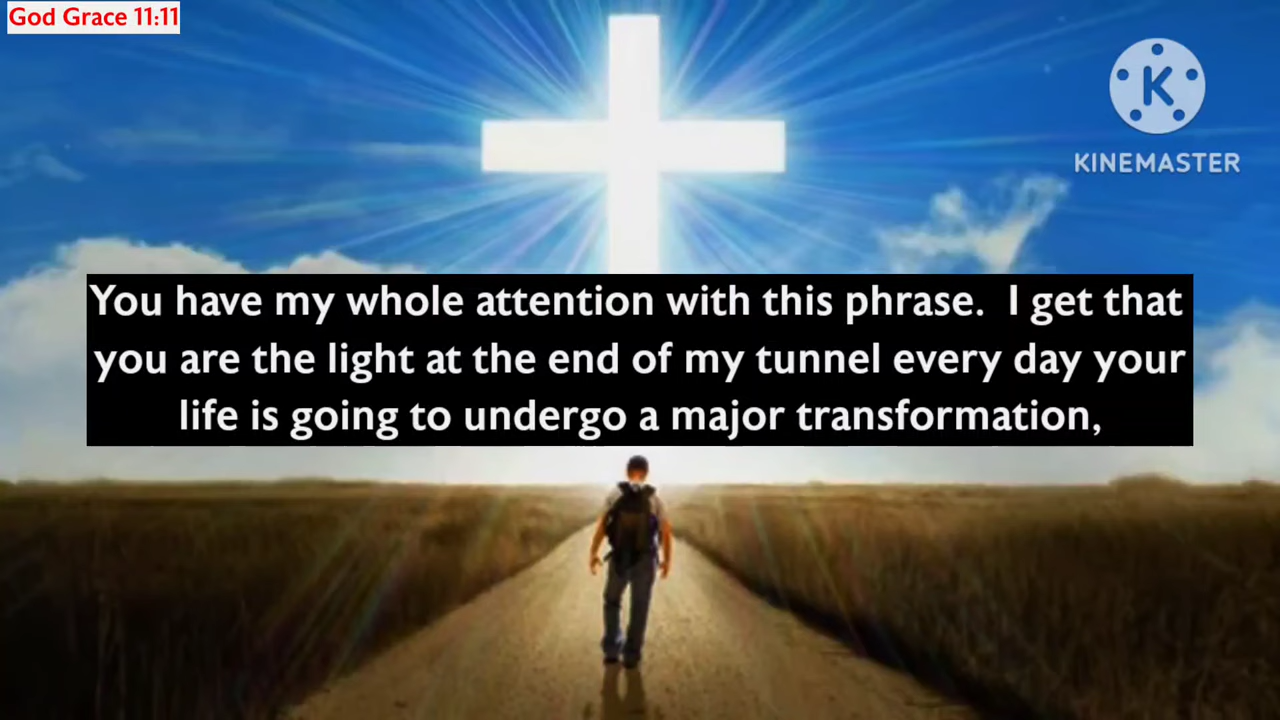 God Grace 11:11
K
KINEMASTER
You have my whole attention with this phrase.  I get that
you are the light at the end of my tunnel every day your
life is going to undergo a major transformation,